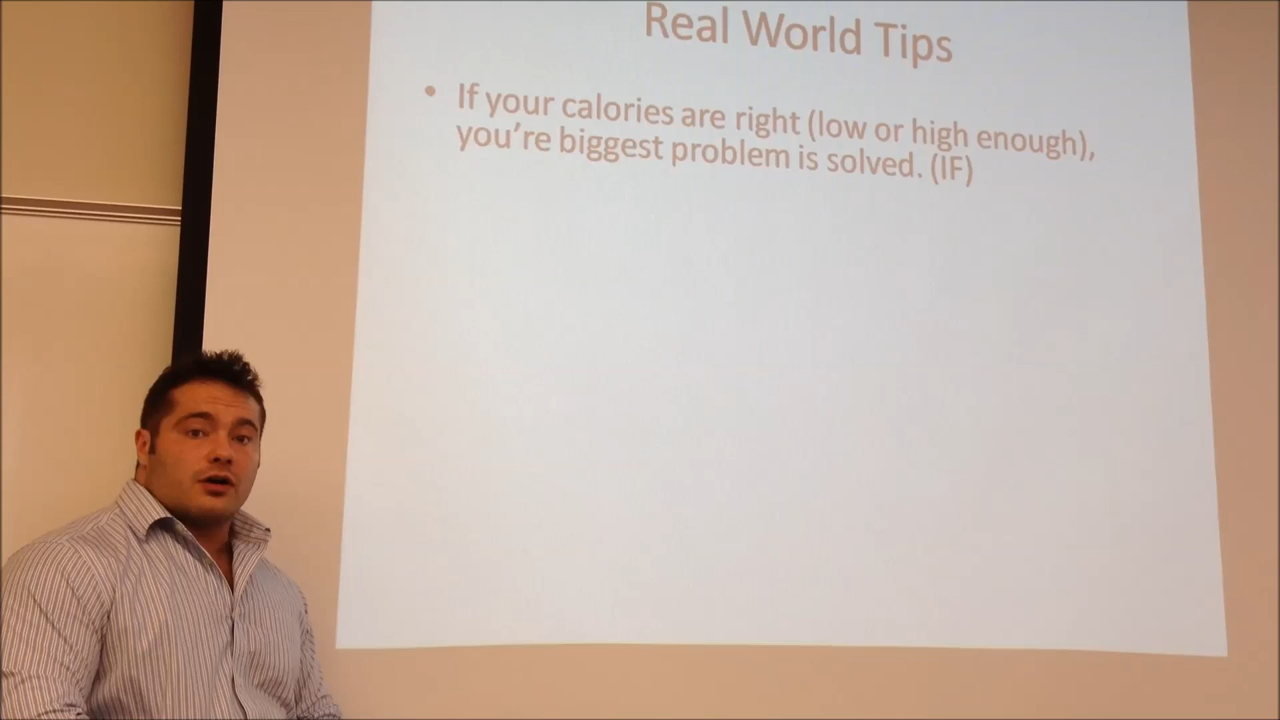 Real World Tips
• If your calories are right (low or high enough),
you're biggest problem is solved. (IF)